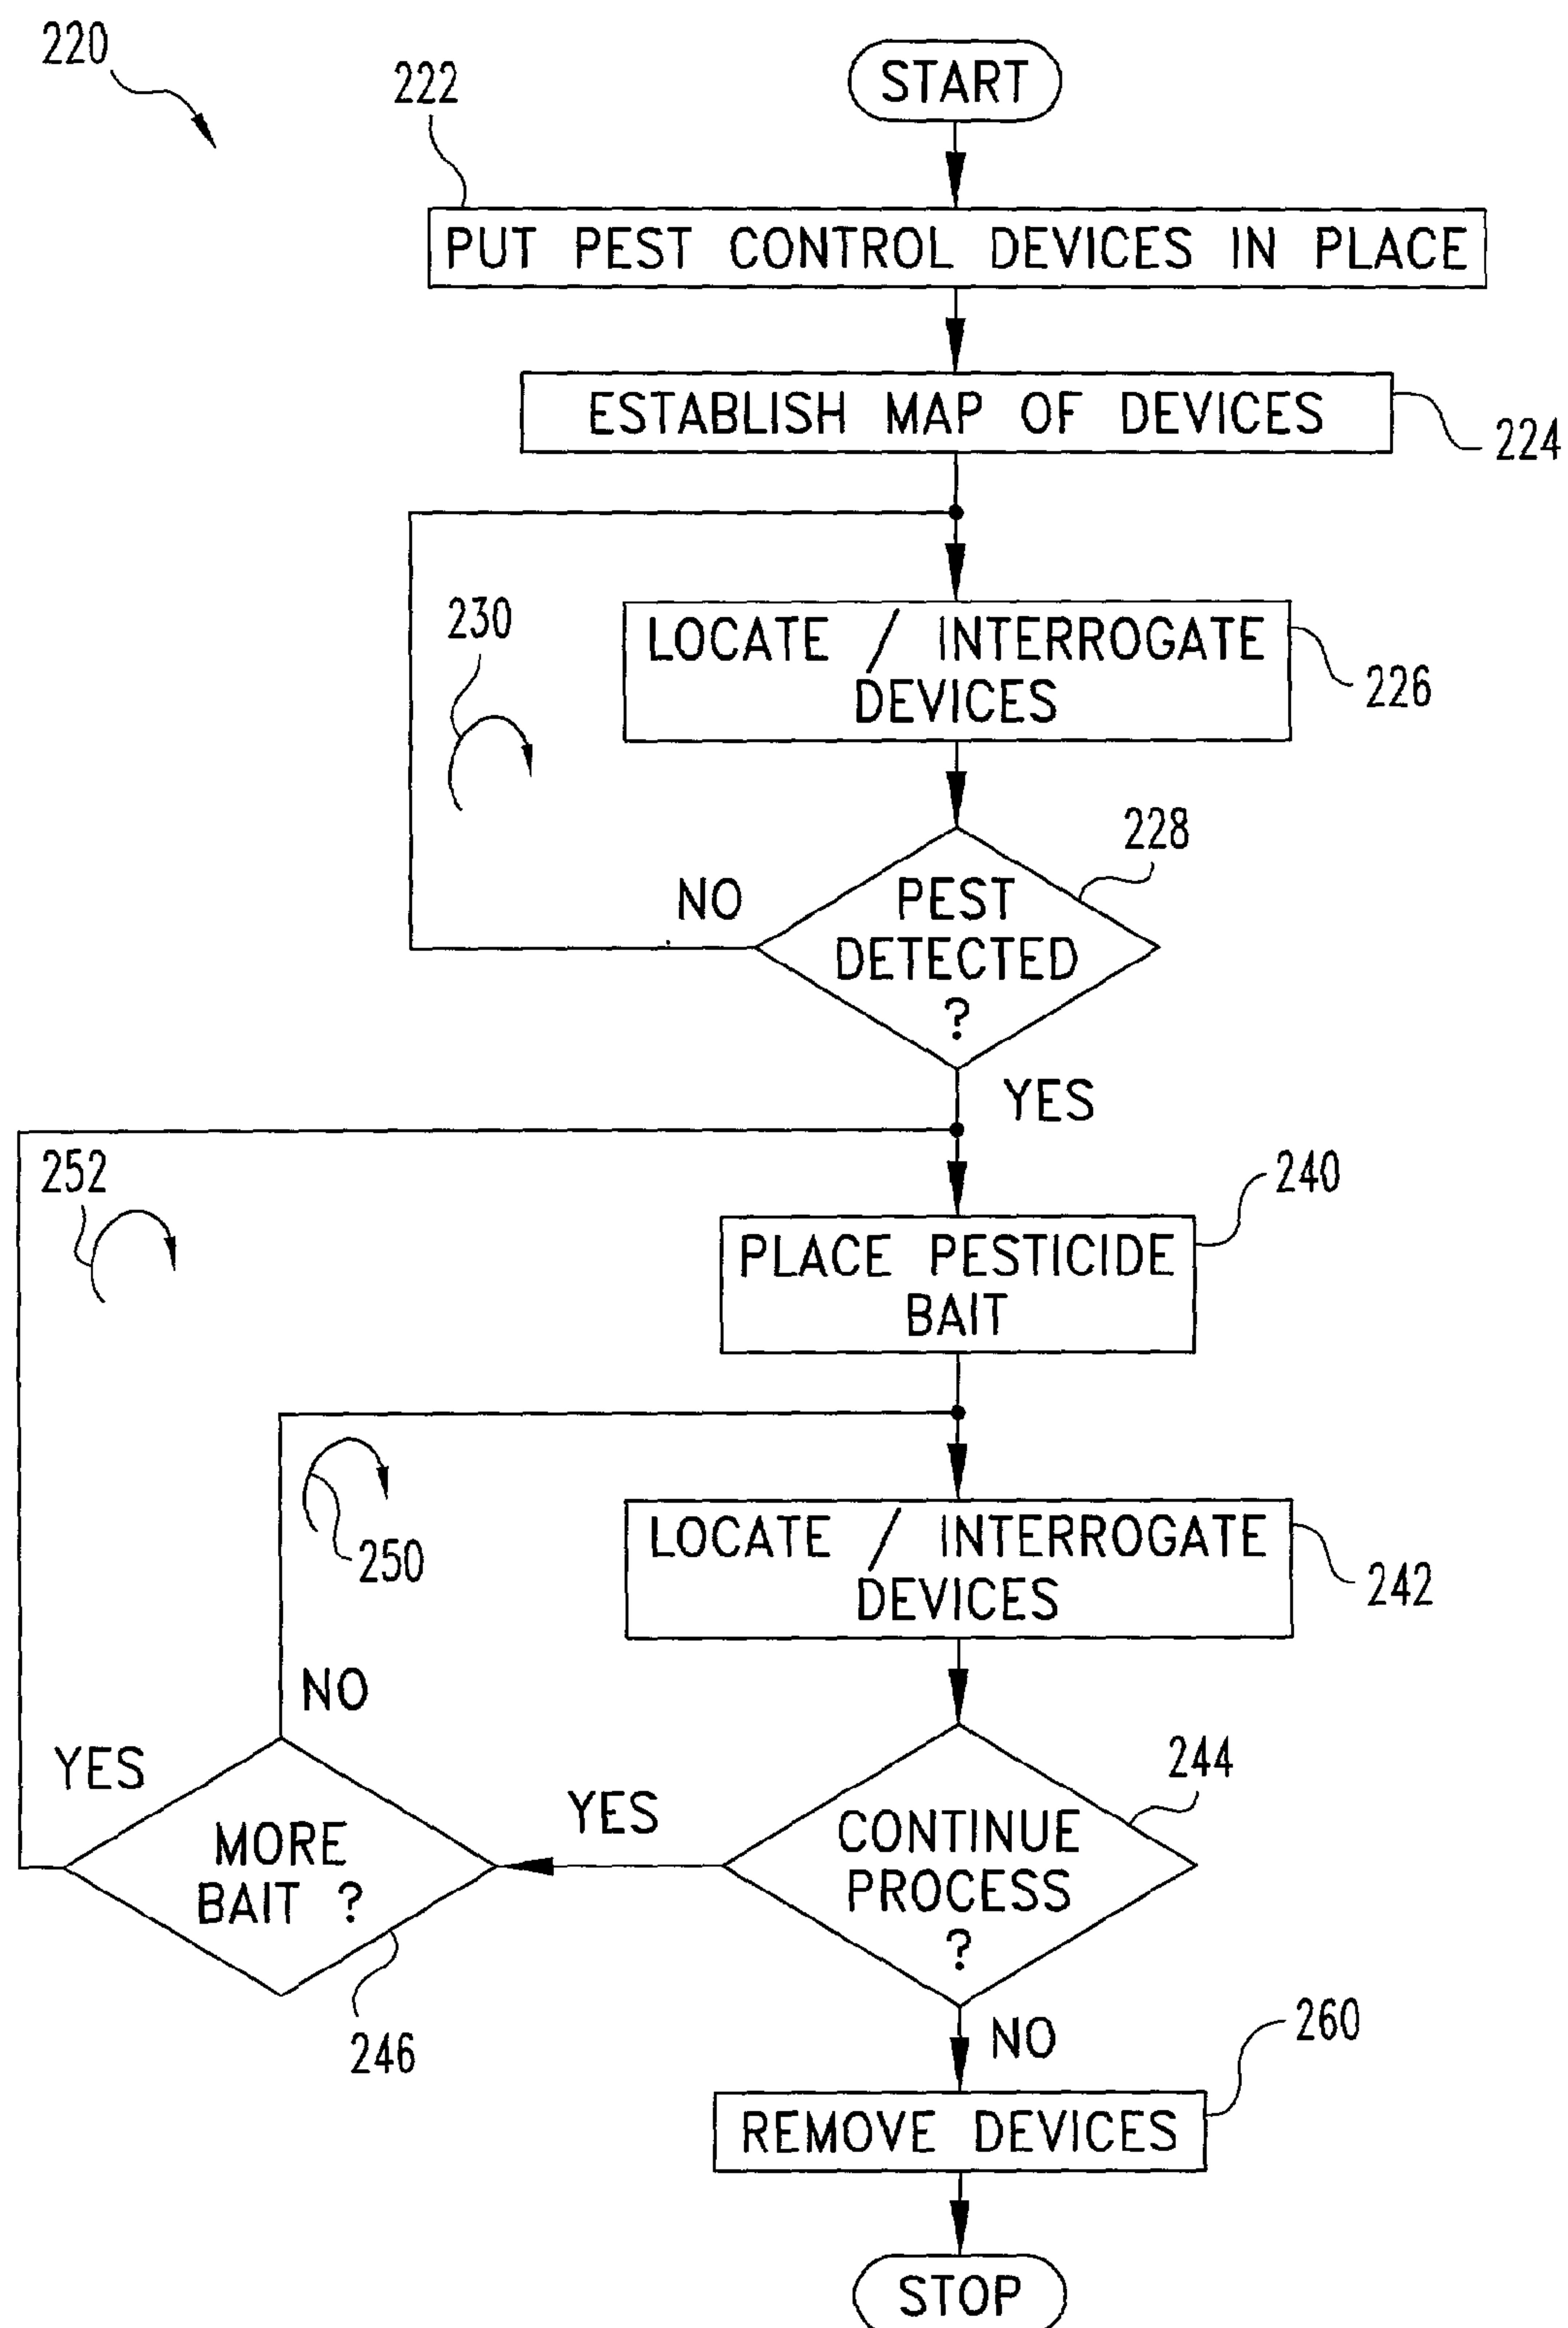 220
START
222
PUT PEST CONTROL DEVICES IN PLACE
ESTABLISH MAP OF DEVICES
224
230
LOCATE / INTERROGATE
DEVICES
226
228
NO
PEST
DETECTED
?
YES
252
240
PLACE PESTICIDE
BAIT
250
LOCATE / INTERROGATE
DEVICES
242
NO
YES
244
YES
MORE
BAIT ?
CONTINUE
PROCESS
?
246
NO
260
REMOVE DEVICES
STOP